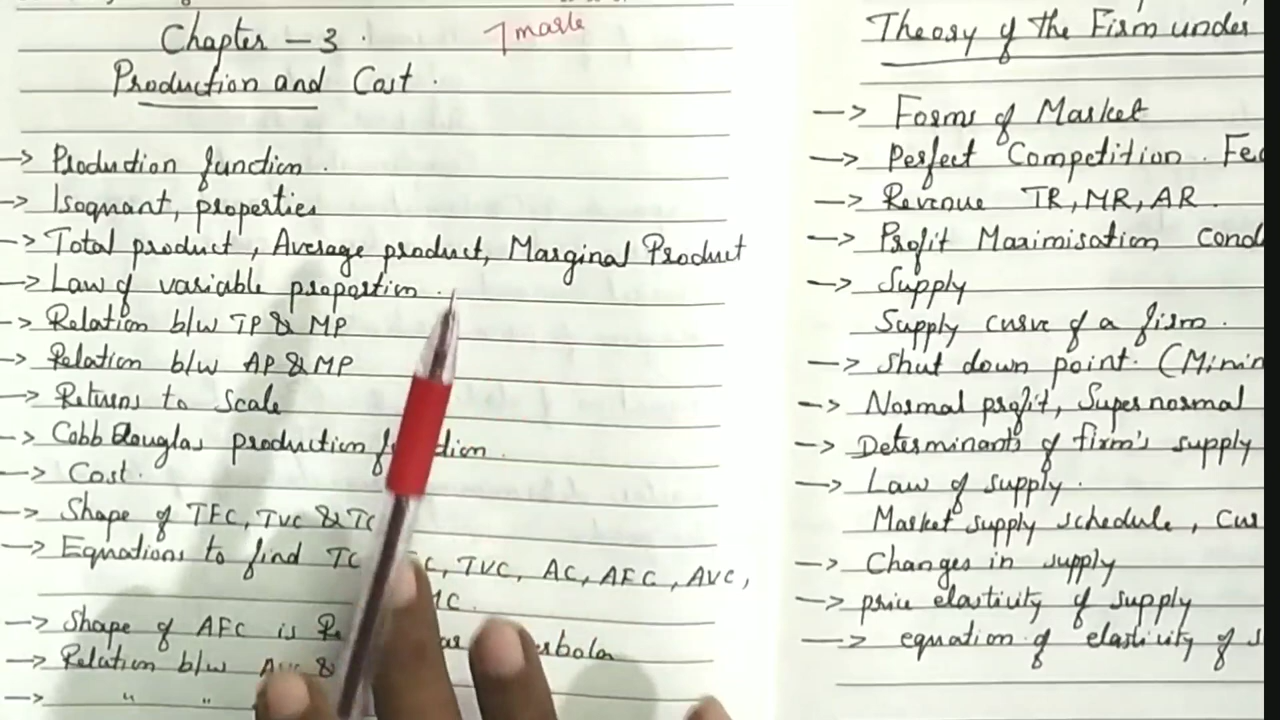 Chapter - 3
7 mark
Production and Cost.
-> Production function.
-> Isoquant, properties
-> Total product, Average product, Marginal Product
-> Law of variable proportion.
-> Relation b/w TP & MP
-> Relation b/w AP & MP
-> Returns to Scale
-> Cobb Douglas production
-> Cost.
-> Shape of TFC, TVC & TC
-> Equations to find TC TVC, AC, AFC, AVC,
-> Shape of AFC is
-> Relation b/w &
-> " "
Theory of the Firm under
-> Forms of Market
-> Perfect Competition.
-> Revenue TR, MR, AR.
-> Profit Maximisation
-> Supply
Supply curve of a firm.
-> Shut down point.
-> Normal profit, Super normal
-> Determinants of firm's supply
-> Law of supply.
Market supply schedule,
-> Changes in supply
-> price elasticity of supply
-> equation of elasticity of